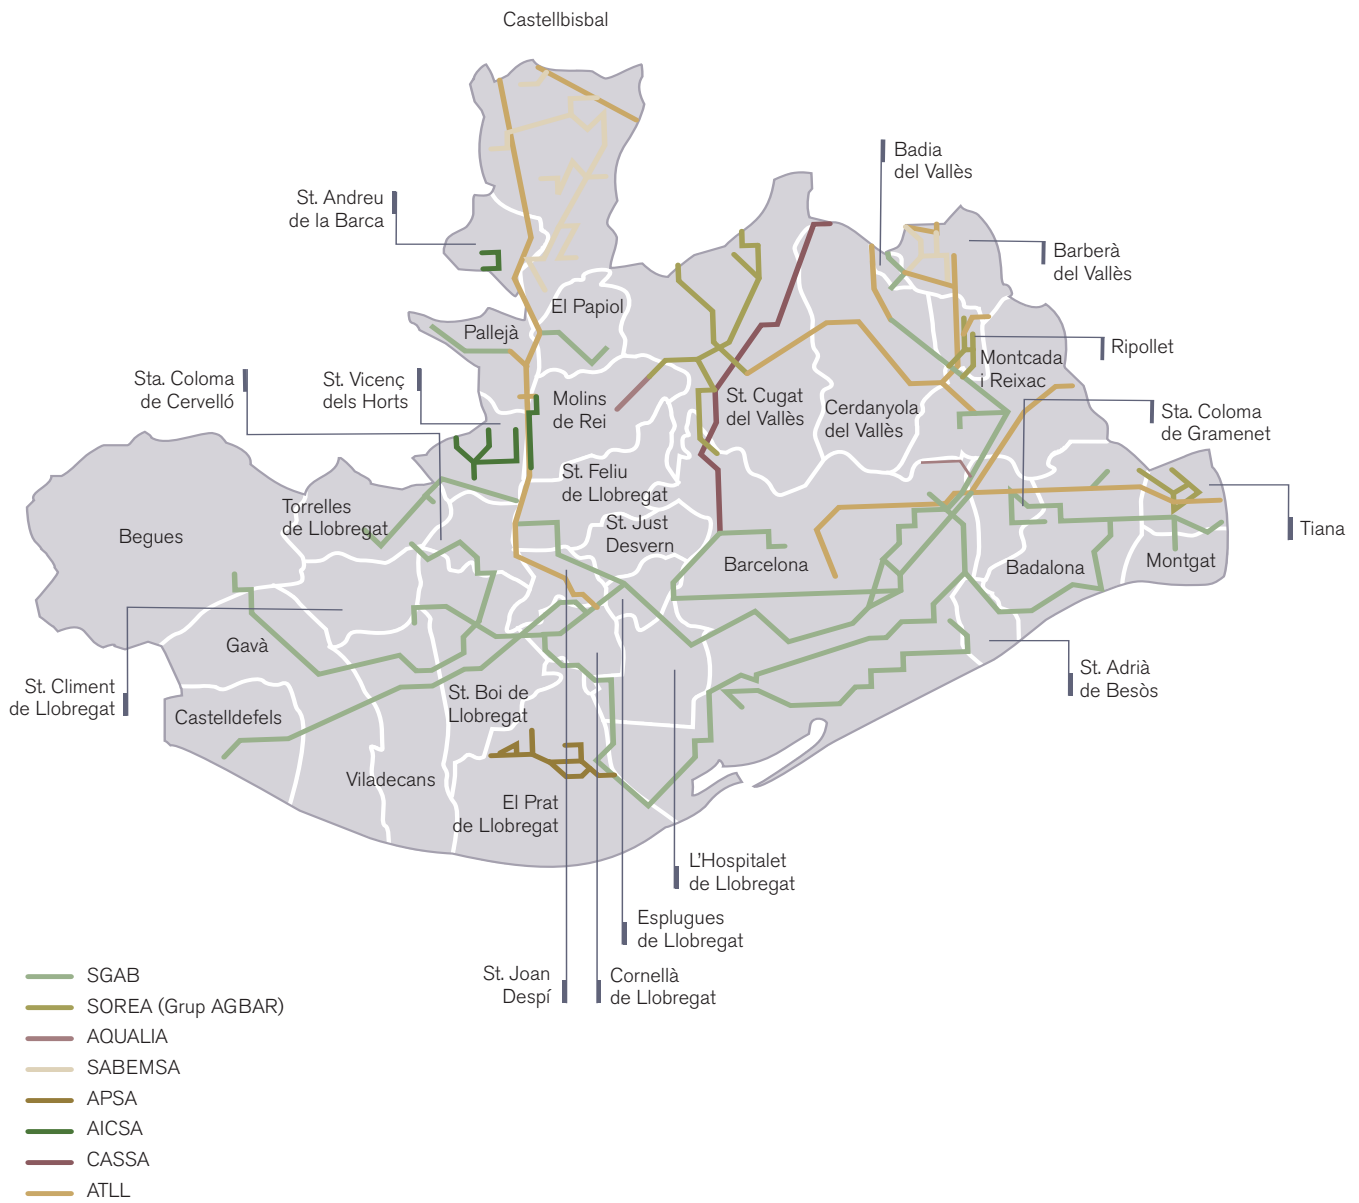 Castellbisbal
Badia
del Vallès
St. Andreu
de la Barca
Barberà
del Vallès
El Papiol
Pallejà
Ripollet
Montcada
i Reixac
Sta. Coloma
de Cervelló
St. Vicenç
dels Horts
Molins
de Rei
St. Cugat
del Vallès
Cerdanyola
del Vallès
Sta. Coloma
de Gramenet
St. Feliu
de Llobregat
Torrelles
de Llobregat
St. Just
Desvern
Begues
Tiana
Barcelona
Badalona
Montgat
Gavà
St. Climent
de Llobregat
St. Adrià
de Besòs
St. Boi de
Llobregat
Castelldefels
Viladecans
El Prat
de Llobregat
L'Hospitalet
de Llobregat
Esplugues
de Llobregat
St. Joan
Despí
Cornellà
de Llobregat
SGAB
SOREA (Grup AGBAR)
AQUALIA
SABEMSA
APSA
AICSA
CASSA
ATLL